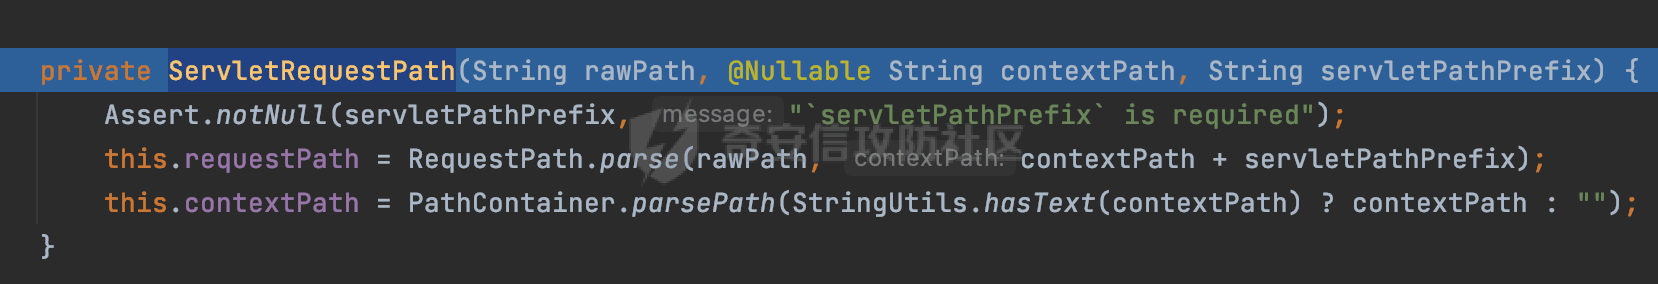 private ServletRequestPath(String rawPath, @Nullable String contextPath, String servletPathPrefix) {
Assert.notNull(servletPathPrefix, message: "`servletPathPrefix` is required");
this.requestPath = RequestPath.parse(rawPath, contextPath: contextPath + servletPathPrefix);
this.contextPath = PathContainer.parsePath(StringUtils.hasText(contextPath) ? contextPath : "");
}
奇安信攻防社区